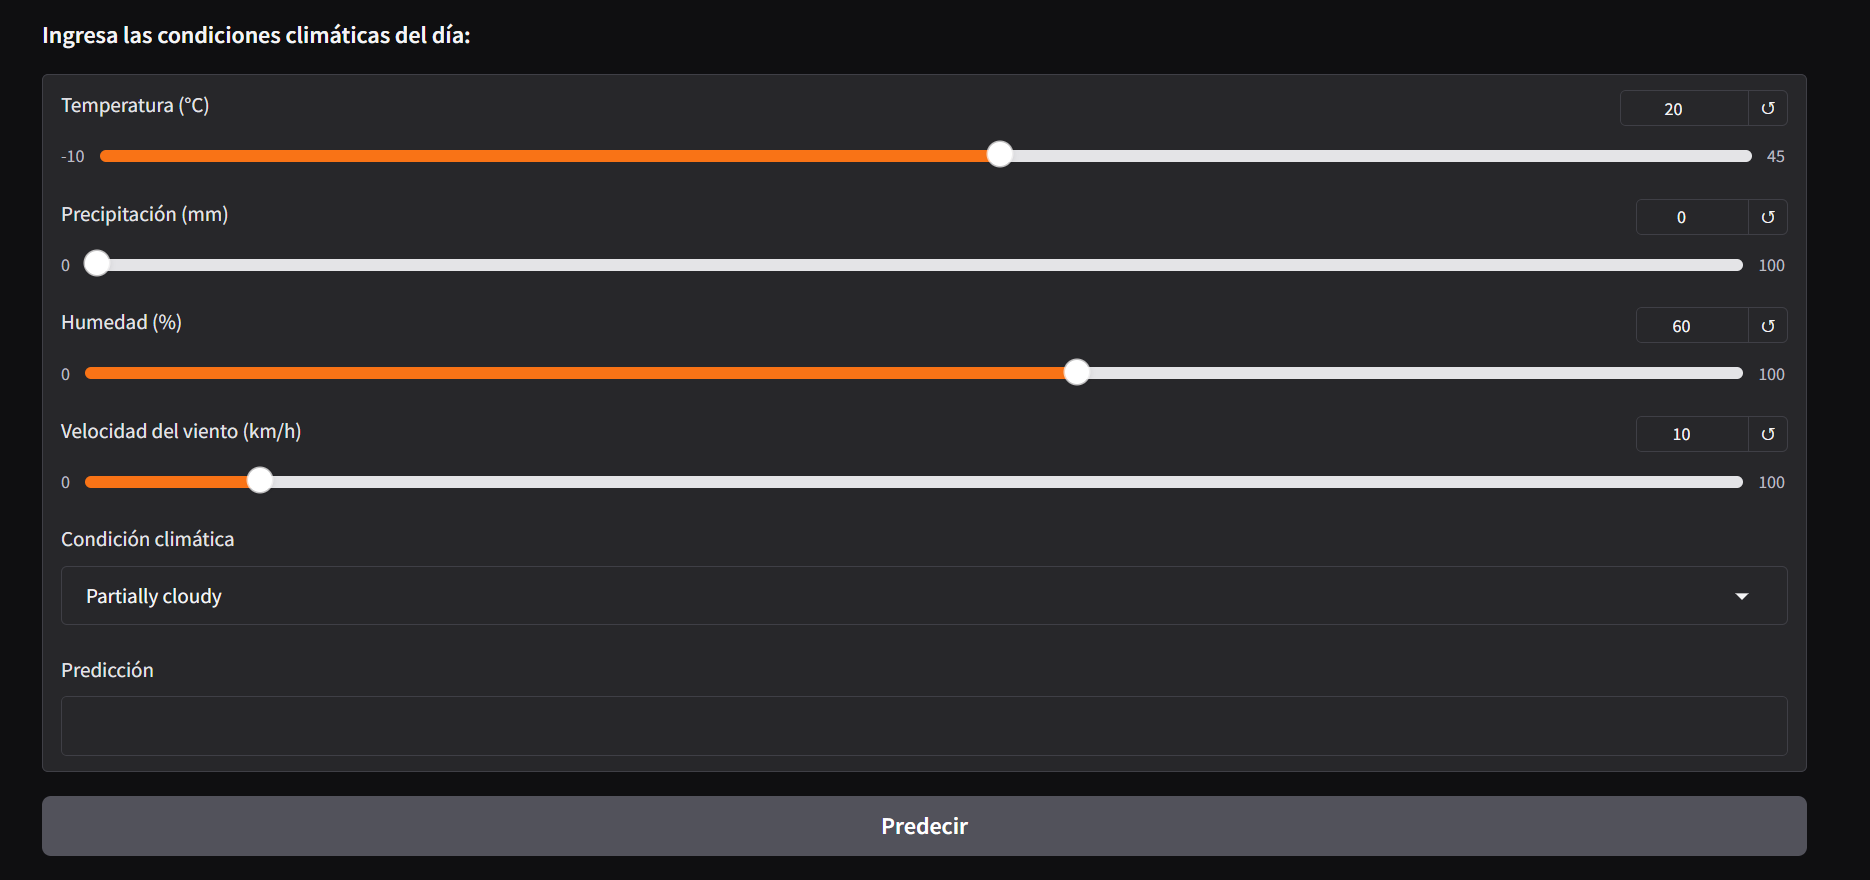 Ingresa las condiciones climáticas del día:
Temperatura (°C)
20
-10
45
Precipitación (mm)
0
0
100
Humedad (%)
60
0
100
Velocidad del viento (km/h)
10
0
100
Condición climática
Partially cloudy
Predicción
Predecir